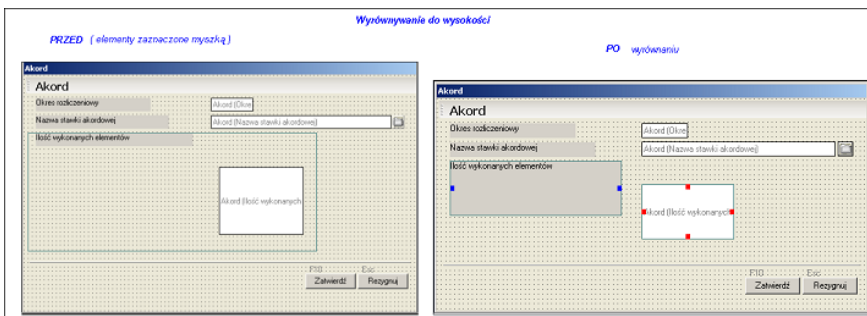 Wyrównywanie do wysokości
PRZED ( elementy zaznaczone myszką )
PO wyrównaniu
Akord
Akord
Okres rozliczeniowy
Akord (Okre
Nazwa stawki akordowej
Akord (Nazwa stawki akordowej)
Ilość wykonanych elementów
Akord (Ilość wykonanych
F10 Esc
Zatwierdź Rezygnuj
Akord
Akord
Okres rozliczeniowy
Akord (Okre
Nazwa stawki akordowej
Akord (Nazwa stawki akordowej)
Ilość wykonanych elementów
Akord (Ilość wykonanych
F10 Esc
Zatwierdź Rezygnuj